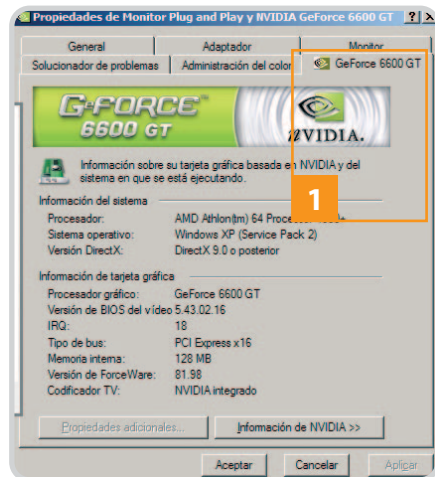 Propiedades de Monitor Plug and Play y NVIDIA GeForce 6600 GT
General Adaptador Monitor
Solucionador de problemas Administración del color GeForce 6600 GT
GEFORCE
6600 GT
NVIDIA.
Información sobre su tarjeta gráfica basada en NVIDIA y del
sistema en que se está ejecutando.
1
Información del sistema
Procesador: AMD Athlon(tm) 64
Sistema operativo: Windows XP (Service Pack 2)
Versión DirectX: DirectX 9.0 o posterior
Información de tarjeta gráfica
Procesador gráfico: GeForce 6600 GT
Versión de BIOS del vídeo 5.43.02.16
IRQ: 18
Tipo de bus: PCI Express x16
Memoria interna: 128 MB
Versión de ForceWare: 81.98
Codificador TV: NVIDIA integrado
Propiedades adicionales... Información de NVIDIA >>
Aceptar Cancelar Aplicar